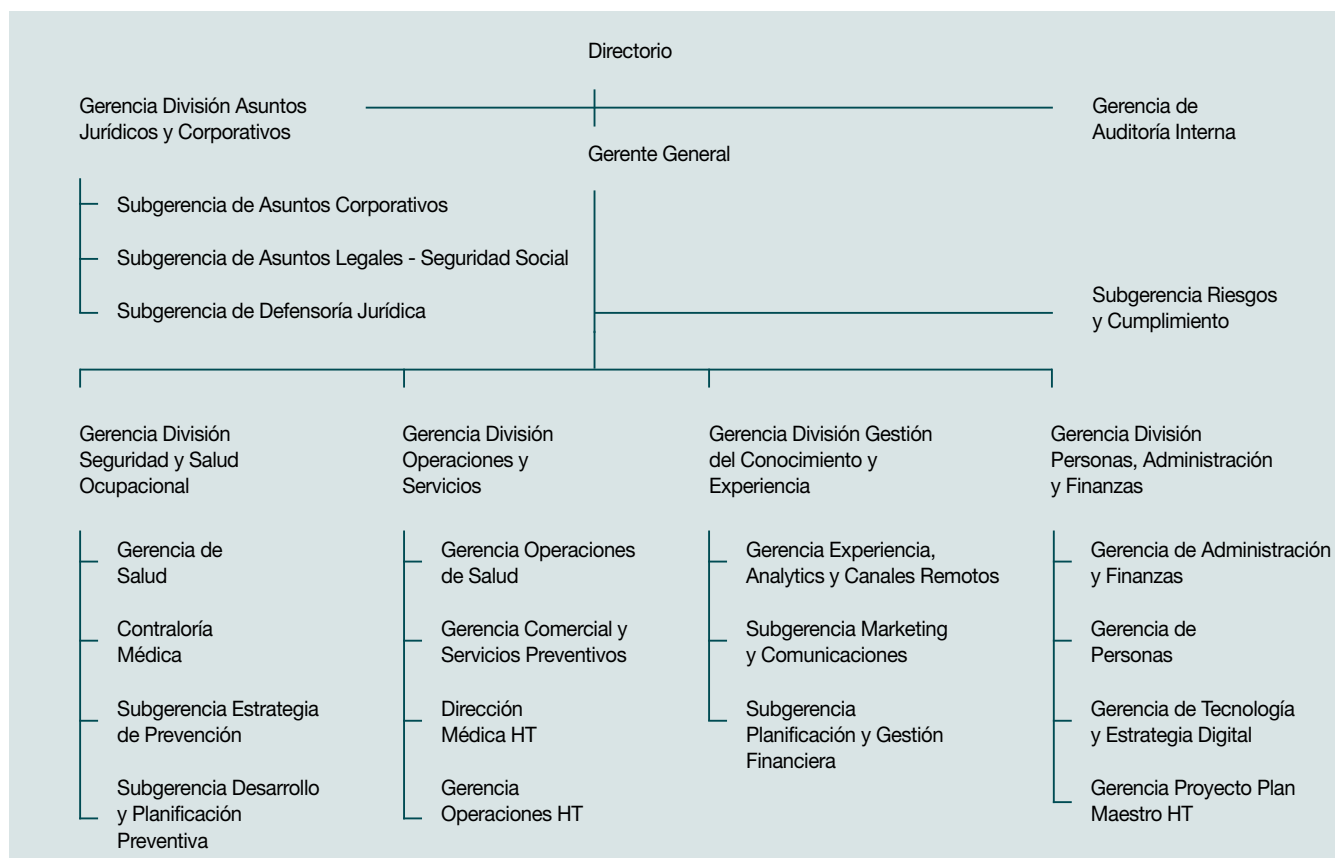 Directorio
Gerencia División Asuntos
Jurídicos y Corporativos
Gerencia de
Auditoría Interna
Gerente General
Subgerencia de Asuntos Corporativos
Subgerencia de Asuntos Legales - Seguridad Social
Subgerencia de Defensoría Jurídica
Subgerencia Riesgos
y Cumplimiento
Gerencia División
Seguridad y Salud
Ocupacional
Gerencia de
Salud
Contraloría
Médica
Subgerencia Estrategia
de Prevención
Subgerencia Desarrollo
y Planificación
Preventiva
Gerencia División
Operaciones y
Servicios
Gerencia Operaciones
de Salud
Gerencia Comercial y
Servicios Preventivos
Dirección
Médica HT
Gerencia
Operaciones HT
Gerencia División Gestión
del Conocimiento y
Experiencia
Gerencia Experiencia,
Analytics y Canales Remotos
Subgerencia Marketing
y Comunicaciones
Subgerencia
Planificación y Gestión
Financiera
Gerencia División
Personas, Administración
y Finanzas
Gerencia de Administración
y Finanzas
Gerencia de
Personas
Gerencia de Tecnología
y Estrategia Digital
Gerencia Proyecto Plan
Maestro HT